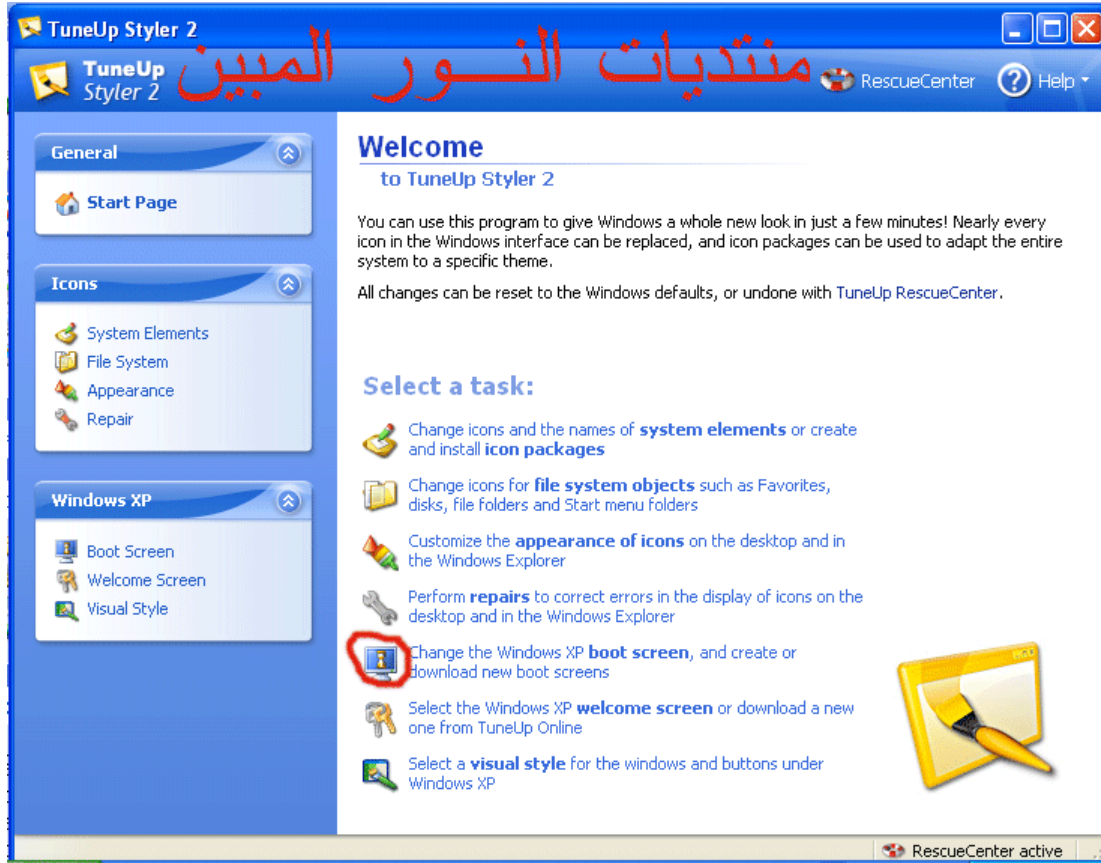 TuneUp Styler 2
TuneUp
Styler 2
منتديات النــور المبين
RescueCenter
Help
General
Start Page
Icons
System Elements
File System
Appearance
Repair
Windows XP
Boot Screen
Welcome Screen
Visual Style
Welcome
to TuneUp Styler 2
You can use this program to give Windows a whole new look in just a few minutes! Nearly every
icon in the Windows interface can be replaced, and icon packages can be used to adapt the entire
system to a specific theme.
All changes can be reset to the Windows defaults, or undone with TuneUp RescueCenter.
Select a task:
Change icons and the names of system elements or create
and install icon packages
Change icons for file system objects such as Favorites,
disks, file folders and Start menu folders
Customize the appearance of icons on the desktop and in
the Windows Explorer
Perform repairs to correct errors in the display of icons on the
desktop and in the Windows Explorer
Change the Windows XP boot screen, and create or
download new boot screens
Select the Windows XP welcome screen or download a new
one from TuneUp Online
Select a visual style for the windows and buttons under
Windows XP
RescueCenter active